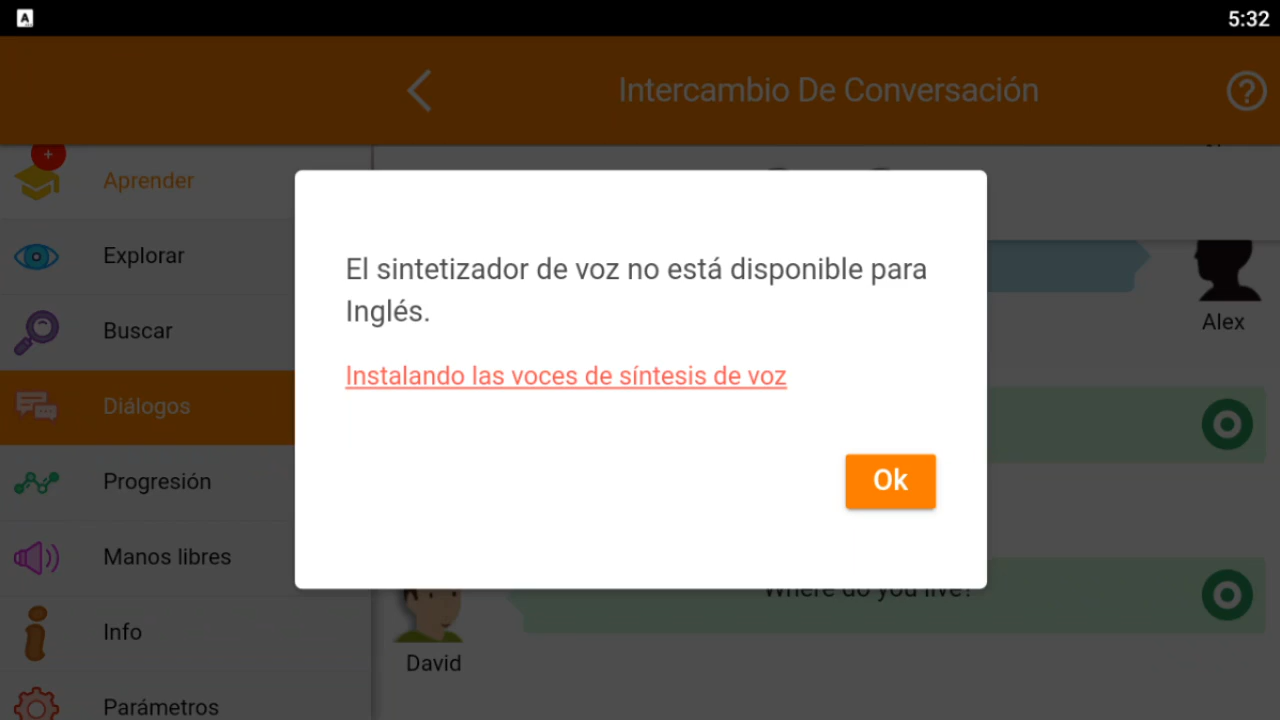 A
5:32
Intercambio De Conversación
?
+
Aprender
Explorar
Buscar
Diálogos
Progresión
Manos libres
Info
Parámetros
El sintetizador de voz no está disponible para
Inglés.
Instalando las voces de síntesis de voz
Ok
Alex
Where do you live?
David